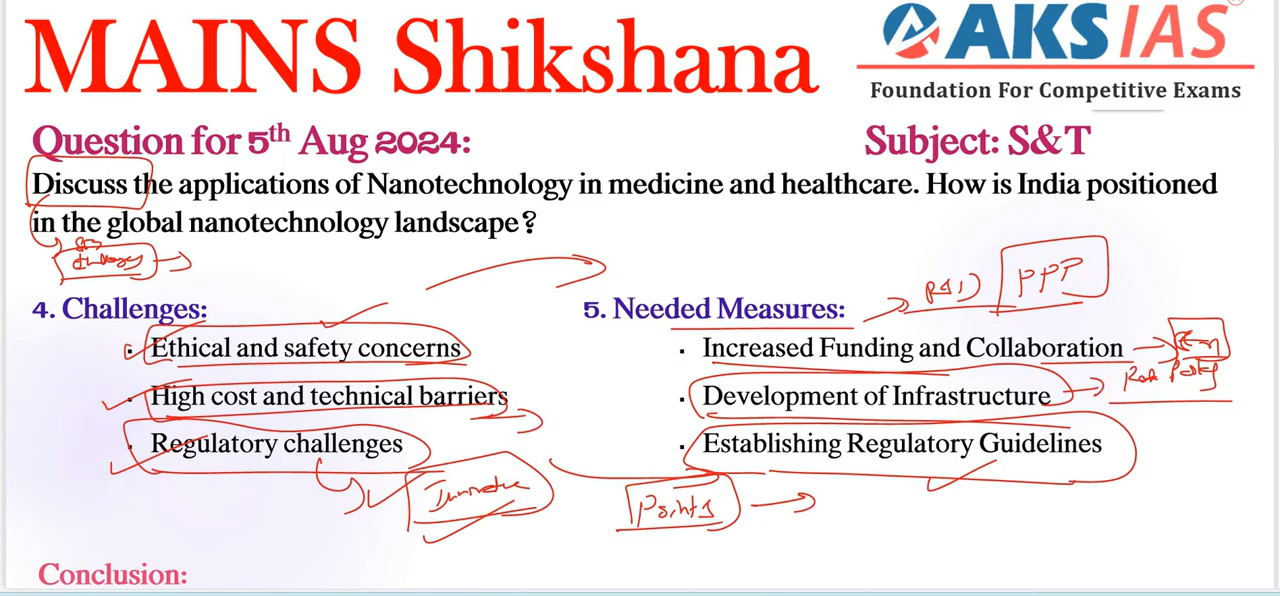 MAINS Shikshana
AKS IAS
Foundation For Competitive Exams
Question for 5th Aug 2024:
Subject: S&T
Discuss the applications of Nanotechnology in medicine and healthcare. How is India positioned
in the global nanotechnology landscape?
PPP
4. Challenges:
· Ethical and safety concerns
· High cost and technical barriers
· Regulatory challenges
5. Needed Measures:
· Increased Funding and Collaboration
· Development of Infrastructure
· Establishing Regulatory Guidelines
Points
Conclusion: